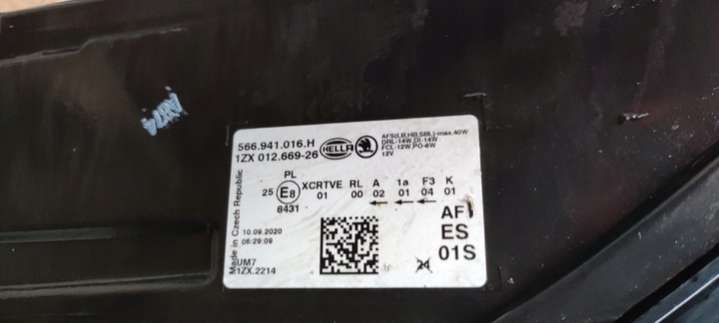 566.941.016.H
1ZX 012.669-26
HELLA
AFS(LB,HB,SBL)-max.40W
DRL-14W,DI-14W
FCL-12W,PO-6W
12V
PL
25 E8 XCRTVE RL A 1a F3 K
01 00 02 01 04 01
8431
Made in Czech Republic
10.09.2020
06:29:09
AF
ES
01S
UM7
1ZX.2214